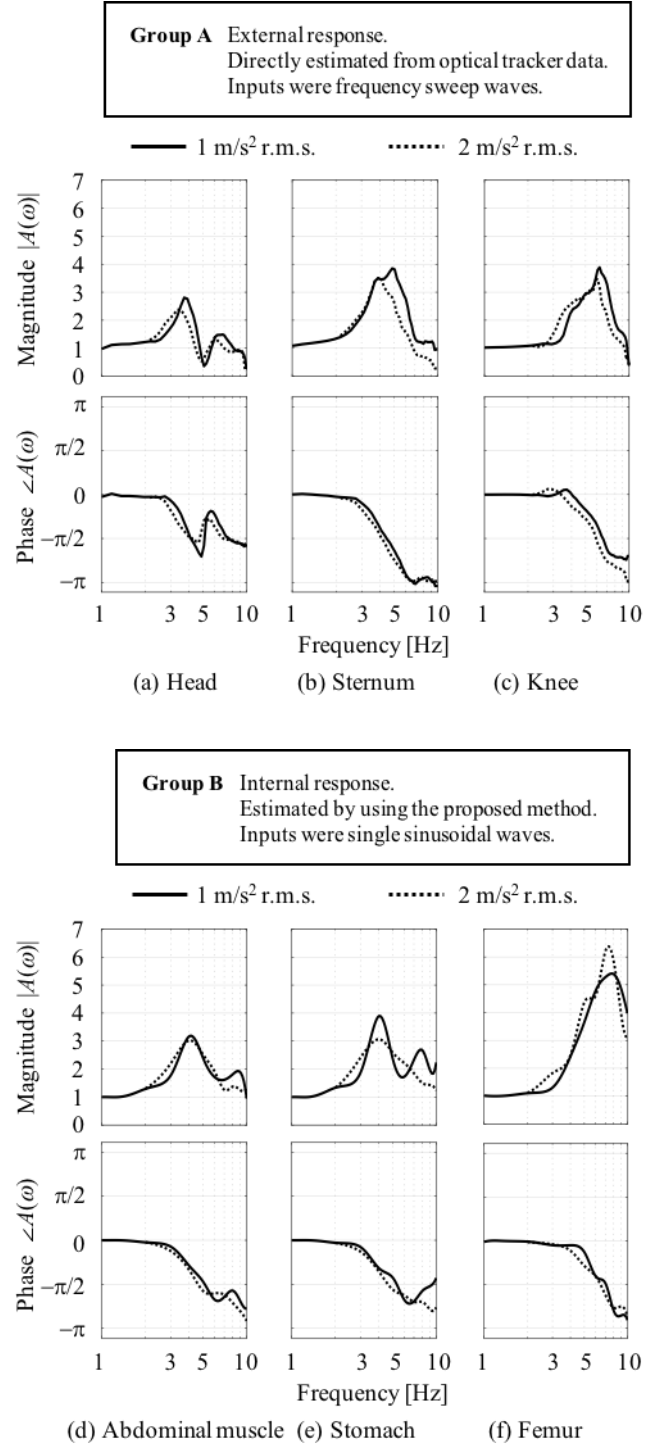 Group A External response.
Directly estimated from optical tracker data.
Inputs were frequency sweep waves.
1 m/s² r.m.s. 2 m/s² r.m.s.
Magnitude |A(ω)|
7
6
5
4
3
2
1
0
Phase ∠A(ω)
π
π/2
0
−π/2
−π
1 3 5 10 1 3 5 10 1 3 5 10
Frequency [Hz]
(a) Head (b) Sternum (c) Knee
Group B Internal response.
Estimated by using the proposed method.
Inputs were single sinusoidal waves.
1 m/s² r.m.s. 2 m/s² r.m.s.
Magnitude |A(ω)|
7
6
5
4
3
2
1
0
Phase ∠A(ω)
π
π/2
0
−π/2
−π
1 3 5 10 1 3 5 10 1 3 5 10
Frequency [Hz]
(d) Abdominal muscle (e) Stomach (f) Femur